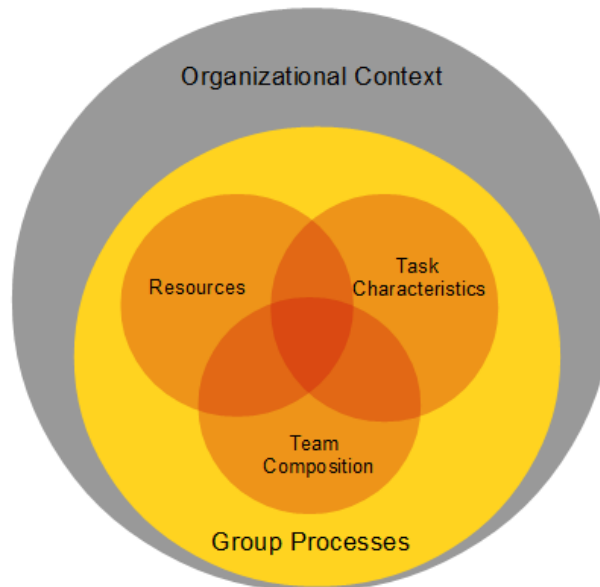 Organizational Context
Resources
Task
Characteristics
Team
Composition
Group Processes